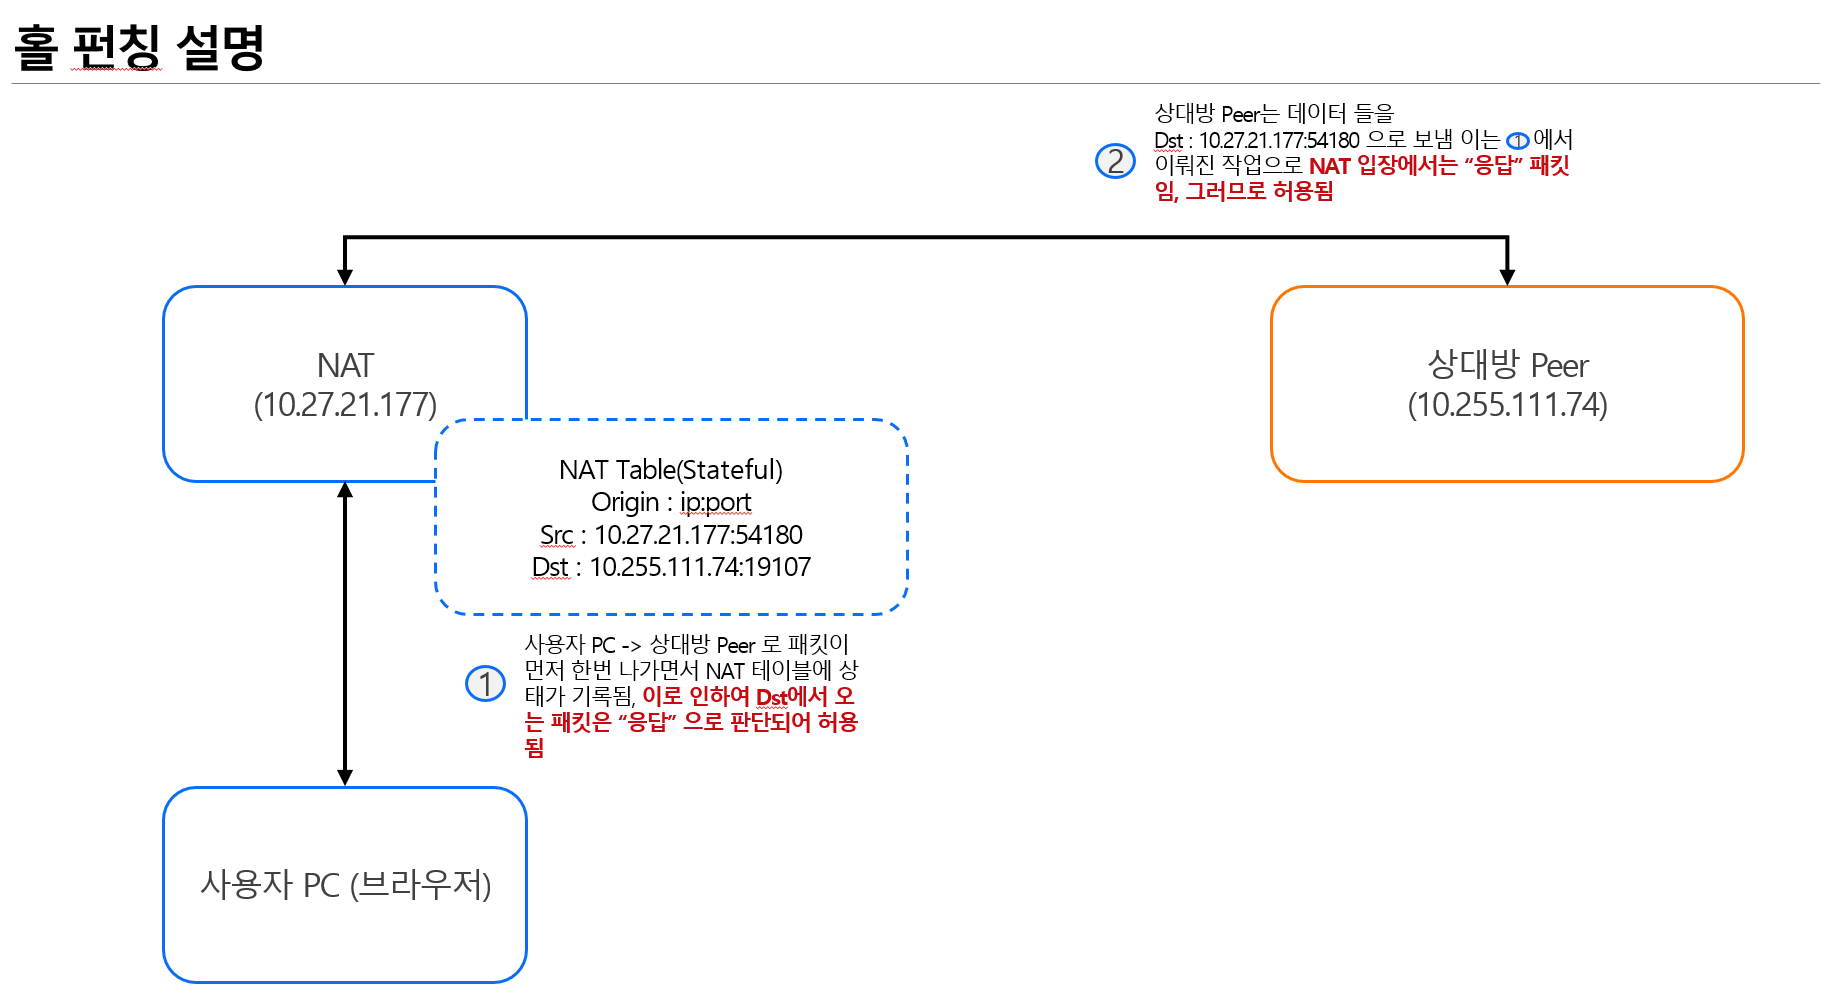 홀 펀칭 설명
상대방 Peer는 데이터 들을
Dst : 10.27.21.177:54180 으로 보냄 이는 1 에서
이뤄진 작업으로 NAT 입장에서는 “응답” 패킷
임, 그러므로 허용됨
2
NAT
(10.27.21.177)
상대방 Peer
(10.255.111.74)
NAT Table(Stateful)
Origin : ip:port
Src : 10.27.21.177:54180
Dst : 10.255.111.74:19107
1
사용자 PC -> 상대방 Peer 로 패킷이
먼저 한번 나가면서 NAT 테이블에 상
태가 기록됨, 이로 인하여 Dst에서 오
는 패킷은 “응답” 으로 판단되어 허용
됨
사용자 PC (브라우저)